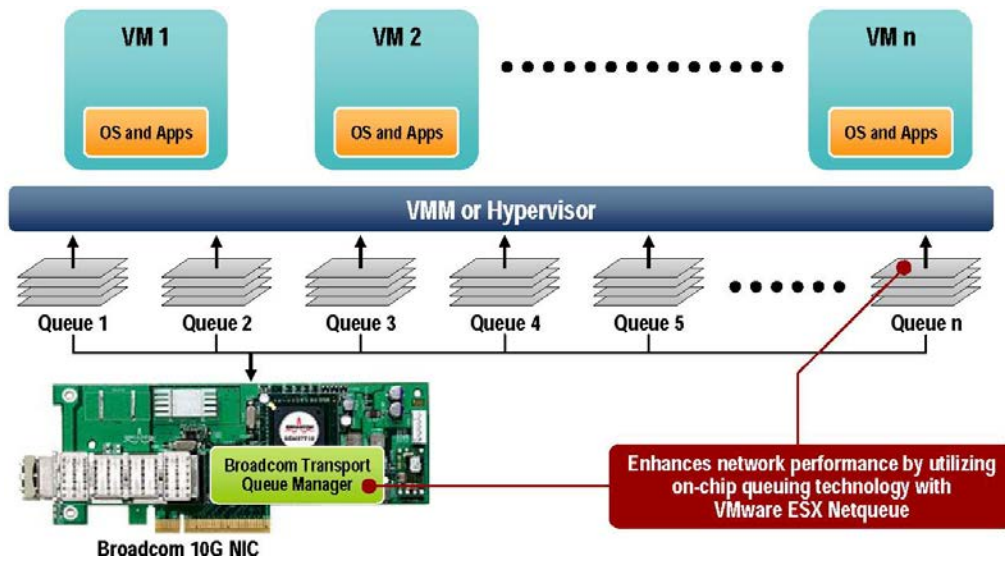 VM 1
VM 2
VM n
OS and Apps
OS and Apps
OS and Apps
VMM or Hypervisor
Queue 1
Queue 2
Queue 3
Queue 4
Queue 5
Queue n
Broadcom Transport
Queue Manager
Enhances network performance by utilizing
on-chip queuing technology with
VMware ESX Netqueue
Broadcom 10G NIC